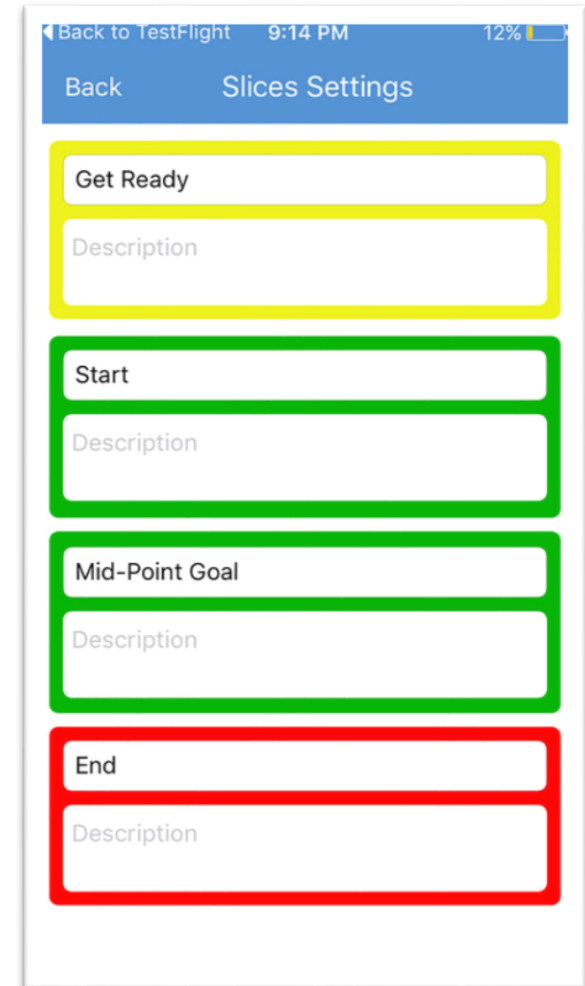 Back to TestFlight 9:14 PM 12%
Back Slices Settings
Get Ready
Description
Start
Description
Mid-Point Goal
Description
End
Description